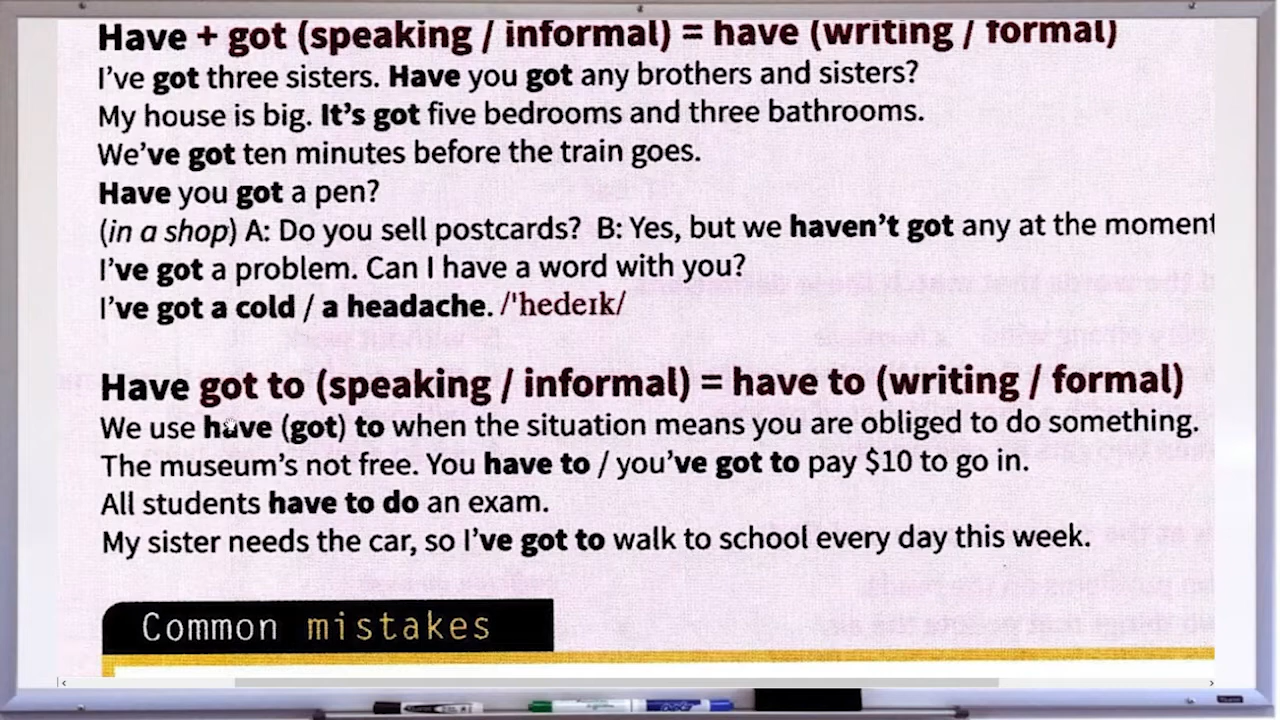 Have + got (speaking / informal) = have (writing / formal)
I've got three sisters. Have you got any brothers and sisters?
My house is big. It's got five bedrooms and three bathrooms.
We've got ten minutes before the train goes.
Have you got a pen?
(in a shop) A: Do you sell postcards? B: Yes, but we haven't got any at the moment
I've got a problem. Can I have a word with you?
I've got a cold / a headache. /ˈhedeɪk/
Have got to (speaking / informal) = have to (writing / formal)
We use have (got) to when the situation means you are obliged to do something.
The museum's not free. You have to / you've got to pay $10 to go in.
All students have to do an exam.
My sister needs the car, so I've got to walk to school every day this week.
Common mistakes